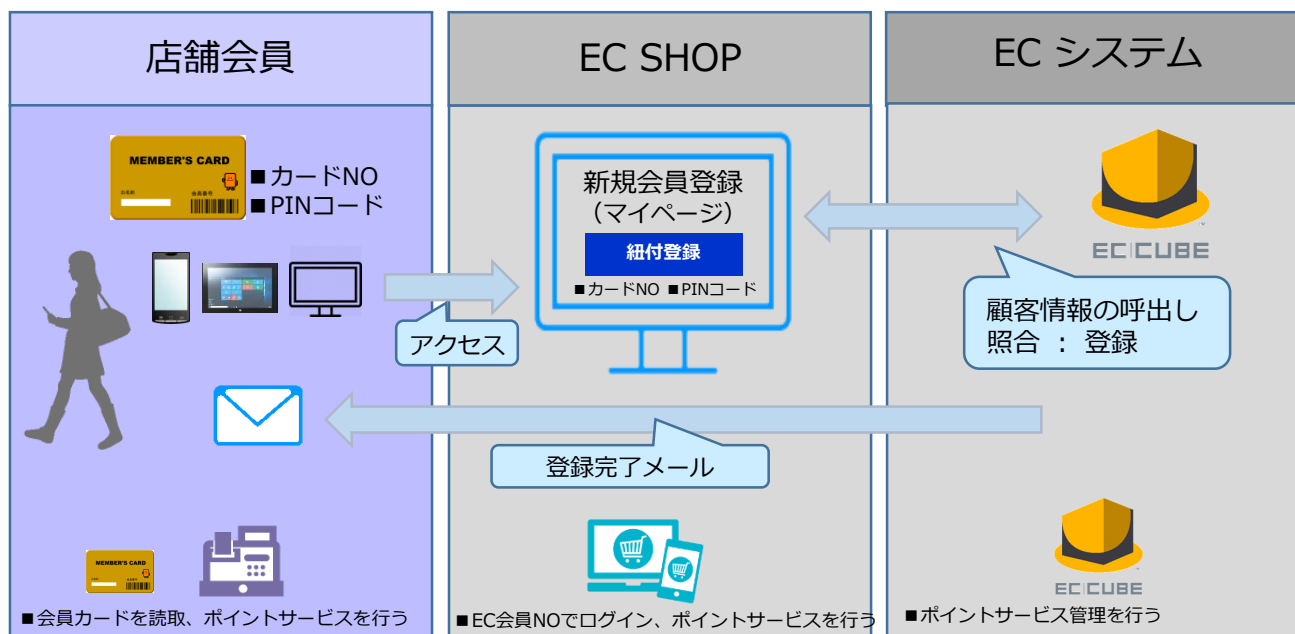 店舗会員
EC SHOP
EC システム
MEMBER'S CARD
お名前
会員番号
■カードNO
■PINコード
新規会員登録
（マイページ）
紐付登録
■カードNO ■PINコード
EC CUBE
アクセス
顧客情報の呼出し
照合 ： 登録
登録完了メール
MEMBER'S CARD
EC CUBE
■会員カードを読取、ポイントサービスを行う
■EC会員NOでログイン、ポイントサービスを行う
■ポイントサービス管理を行う